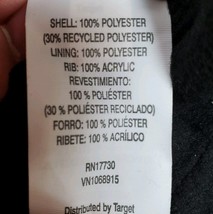 SHELL: 100% POLYESTER
(30% RECYCLED POLYESTER)
LINING: 100% POLYESTER
RIB: 100% ACRYLIC
REVESTIMIENTO:
100 % POLIÉSTER
(30 % POLIÉSTER RECICLADO)
FORRO: 100 % POLIÉSTER
RIBETE: 100 % ACRÍLICO
RN17730
VN1068915
Distributed by Target